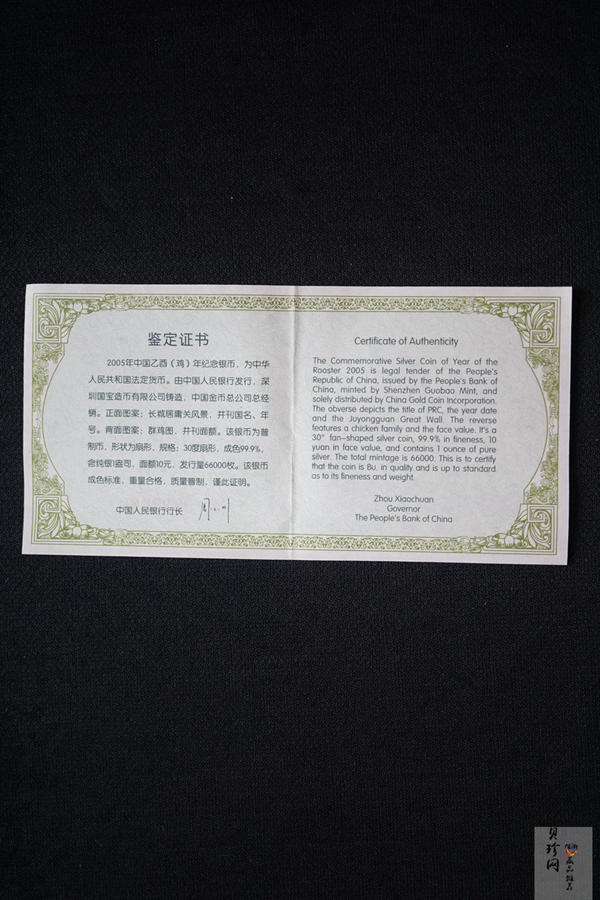 鉴定证书
2005年中国乙酉（鸡）年纪念银币，为中华
人民共和国法定货币。由中国人民银行发行，深
圳国宝造币有限公司铸造，中国金币总公司总经
销。正面图案：长城居庸关风景，并刊国名、年
号。背面图案：群鸡图，并刊面额。该银币为普
制币，形状为扇形，规格：30度扇形，成色99.9%，
含纯银1盎司，面额10元，发行量66000枚。该银币
成色标准，重量合格，质量普制，谨此证明。
中国人民银行行长
Certificate of Authenticity
The Commemorative Silver Coin of Year of the
Rooster 2005 is legal tender of the People's
Republic of China, issued by the People's Bank of
China, minted by Shenzhen Guobao Mint, and
solely distributed by China Gold Coin Incorporation.
The obverse depicts the title of PRC, the year date
and the Juyongguan Great Wall. The reverse
features a chicken family and the face value. It's a
30° fan-shaped silver coin, 99.9% in fineness, 10
yuan in face value, and contains 1 ounce of pure
silver. The total mintage is 66000. This is to certify
that the coin is Bu. in quality and is up to standard
as to its fineness and weight.
Zhou Xiaochuan
Governor
The People's Bank of China
贝珍网